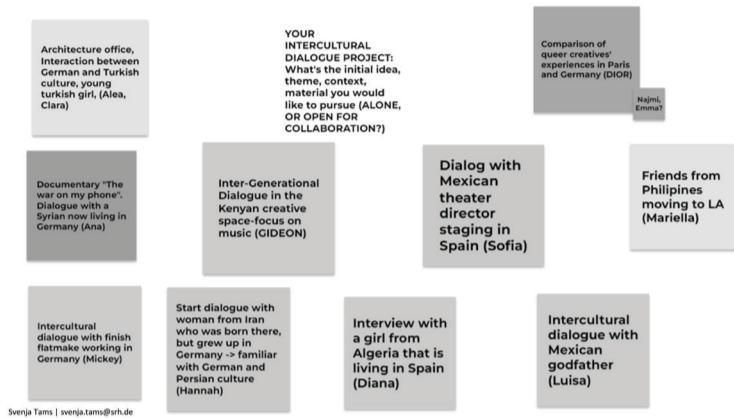 YOUR
INTERCULTURAL
DIALOGUE PROJECT:
What's the initial idea,
theme, context,
material you would
like to pursue (ALONE,
OR OPEN FOR
COLLABORATION?)
Architecture office,
Interaction between
German and Turkish
culture, young
turkish girl, (Alea,
Clara)
Comparison of
queer creatives'
experiences in Paris
and Germany (DIOR)
Najmi,
Emma?
Documentary "The
war on my phone".
Dialogue with a
Syrian now living in
Germany (Ana)
Inter-Generational
Dialogue in the
Kenyan creative
space-focus on
music (GIDEON)
Dialog with
Mexican
theater
director
staging in
Spain (Sofia)
Friends from
Philipines
moving to LA
(Mariella)
Intercultural
dialogue with finish
flatmake working in
Germany (Mickey)
Start dialogue with
woman from Iran
who was born there,
but grew up in
Germany -> familiar
with German and
Persian culture
(Hannah)
Interview with
a girl from
Algeria that is
living in Spain
(Diana)
Intercultural
dialogue with
Mexican
godfather
(Luisa)
Svenja Tams | svenja.tams@srh.de